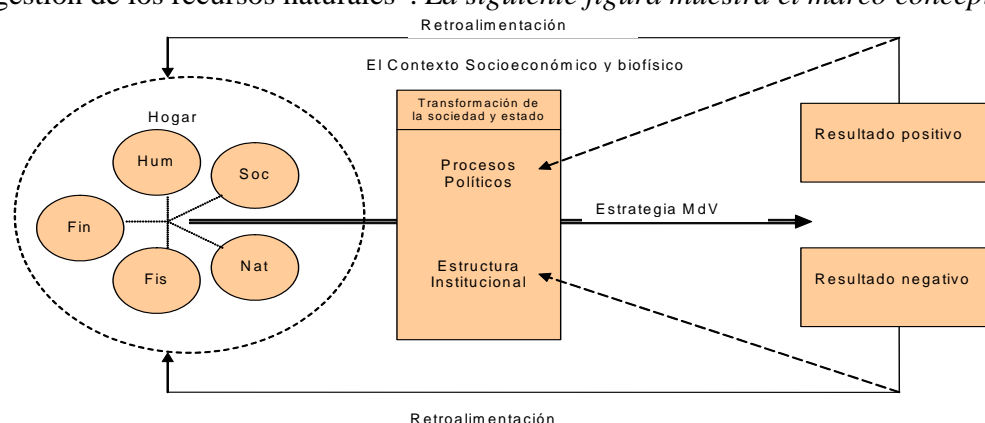 gestión de los recursos naturales". La siguiente figura muestra el marco concep
Retroalimentación
El Contexto Socioeconómico y biofísico
Transformación de
la sociedad y estado
Hogar
Hum
Soc
Fin
Fis
Nat
Procesos
Políticos
Estructura
Institucional
Estrategia MdV
Resultado positivo
Resultado negativo
Retroalimentación